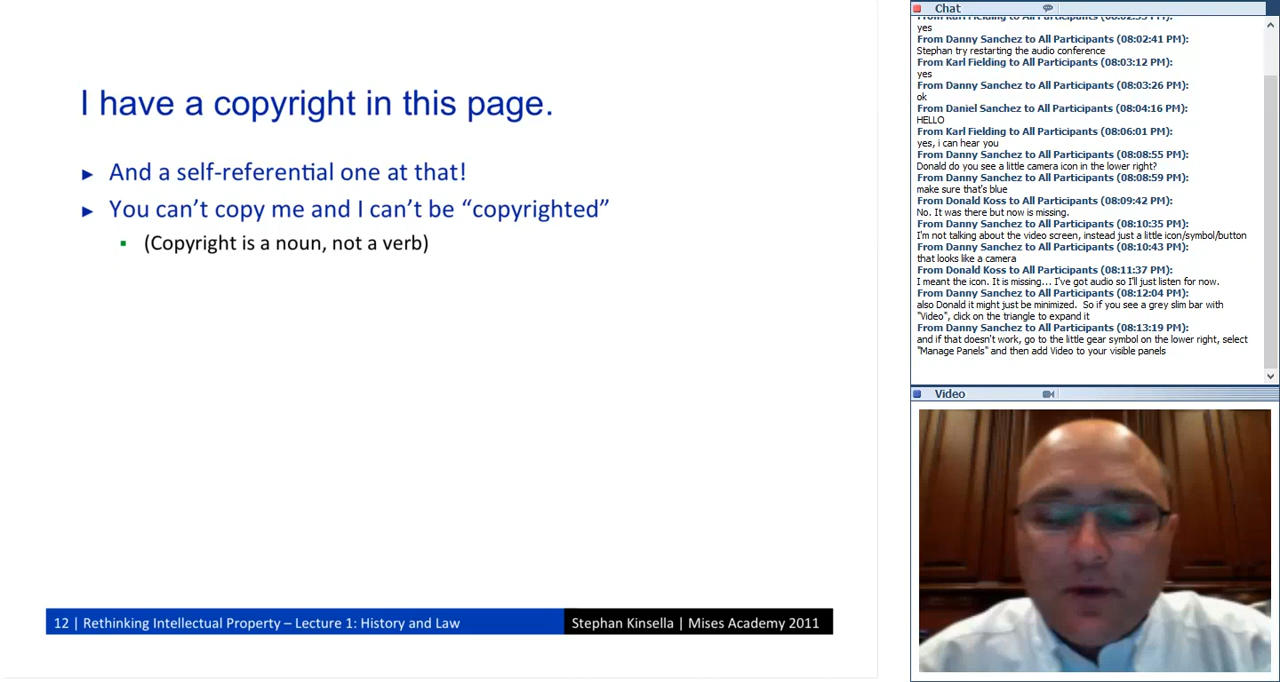 I have a copyright in this page.
► And a self-referential one at that!
► You can’t copy me and I can’t be “copyrighted”
▪ (Copyright is a noun, not a verb)
12 | Rethinking Intellectual Property – Lecture 1: History and Law
Stephan Kinsella | Mises Academy 2011
Chat
From Karl Fielding to All Participants
yes
From Danny Sanchez to All Participants (08:02:41 PM):
Stephan try restarting the audio conference
From Karl Fielding to All Participants (08:03:12 PM):
yes
From Danny Sanchez to All Participants (08:03:26 PM):
ok
From Daniel Sanchez to All Participants (08:04:16 PM):
HELLO
From Karl Fielding to All Participants (08:06:01 PM):
yes, i can hear you
From Danny Sanchez to All Participants (08:08:55 PM):
Donald do you see a little camera icon in the lower right?
From Danny Sanchez to All Participants (08:08:59 PM):
make sure that's blue
From Donald Koss to All Participants (08:09:42 PM):
No. It was there but now is missing.
From Danny Sanchez to All Participants (08:10:35 PM):
I'm not talking about the video screen, instead just a little icon/symbol/button
From Danny Sanchez to All Participants (08:10:43 PM):
that looks like a camera
From Donald Koss to All Participants (08:11:37 PM):
I meant the icon. It is missing... I've got audio so I'll just listen for now.
From Danny Sanchez to All Participants (08:12:04 PM):
also Donald it might just be minimized. So if you see a grey slim bar with
"Video", click on the triangle to expand it
From Danny Sanchez to All Participants (08:13:19 PM):
and if that doesn't work, go to the little gear symbol on the lower right, select
"Manage Panels" and then add Video to your visible panels
Video